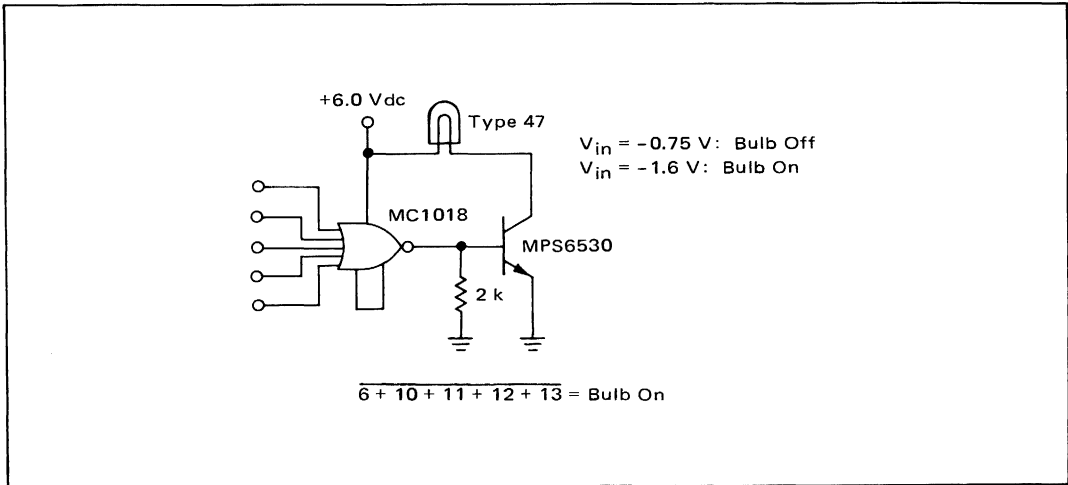 +6.0 Vdc
Type 47
V_in = -0.75 V: Bulb Off
V_in = -1.6 V: Bulb On
MC1018
MPS6530
2 k
6 + 10 + 11 + 12 + 13 = Bulb On